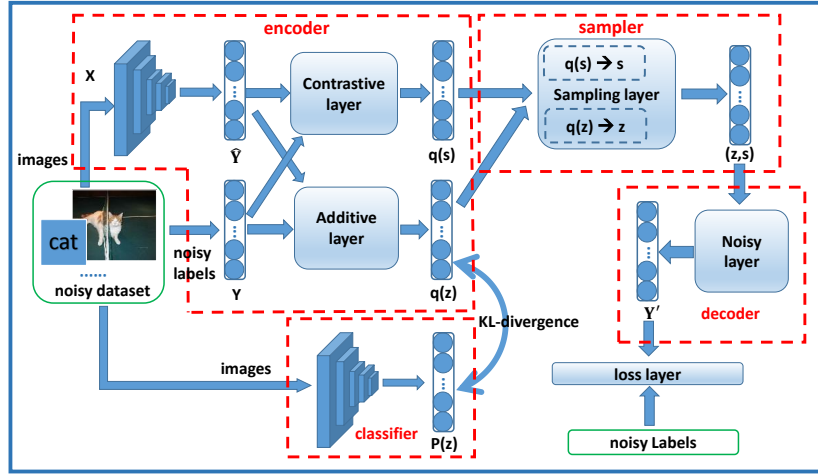 encoder
sampler
X
Contrastive
layer
q(s) → s
Sampling layer
q(z) → z
images
Ŷ
q(s)
(z,s)
cat
......
noisy dataset
noisy
labels
Additive
layer
Noisy
layer
Y
q(z)
Y′
decoder
KL-divergence
images
loss layer
classifier
P(z)
noisy Labels